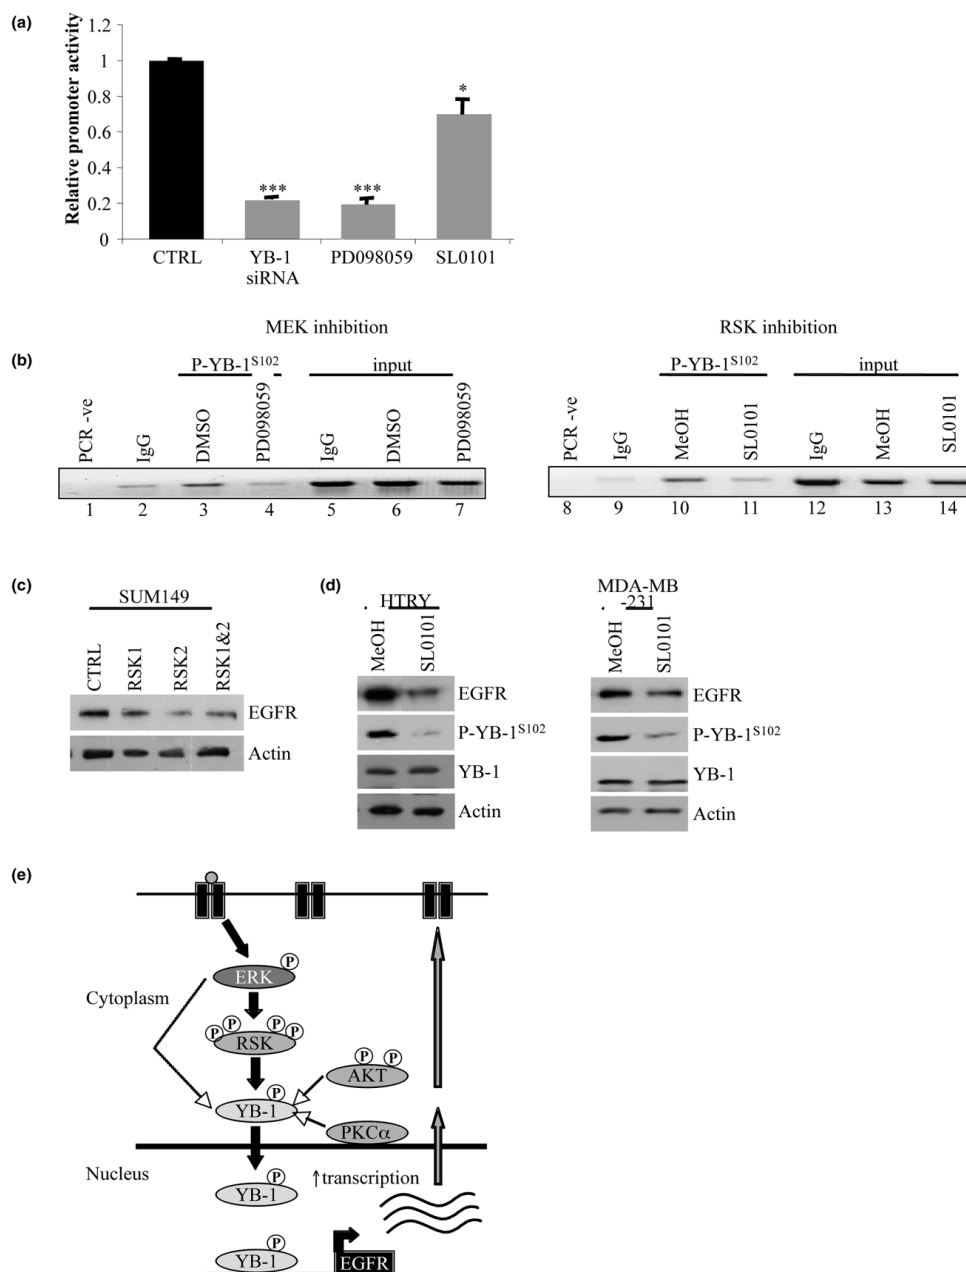 (a)
Relative promoter activity
1.2
1
0.8
0.6
0.4
0.2
0
***
***
*
CTRL
YB-1
siRNA
PD098059
SL0101
MEK inhibition
RSK inhibition
(b)
P-YB-1S102
input
P-YB-1S102
input
PCR -ve
IgG
DMSO
PD098059
IgG
DMSO
PD098059
PCR -ve
IgG
MeOH
SL0101
IgG
MeOH
SL0101
1 2 3 4 5 6 7
8 9 10 11 12 13 14
(c)
SUM149
CTRL
RSK1
RSK2
RSK1&2
EGFR
Actin
(d)
HTRY
MeOH
SL0101
EGFR
P-YB-1S102
YB-1
Actin
MDA-MB
-231
MeOH
SL0101
EGFR
P-YB-1S102
YB-1
Actin
(e)
P
ERK
Cytoplasm
P P P P
RSK
P P
AKT
P
YB-1
PKCα
Nucleus
P
YB-1
↑transcription
P
YB-1
EGFR